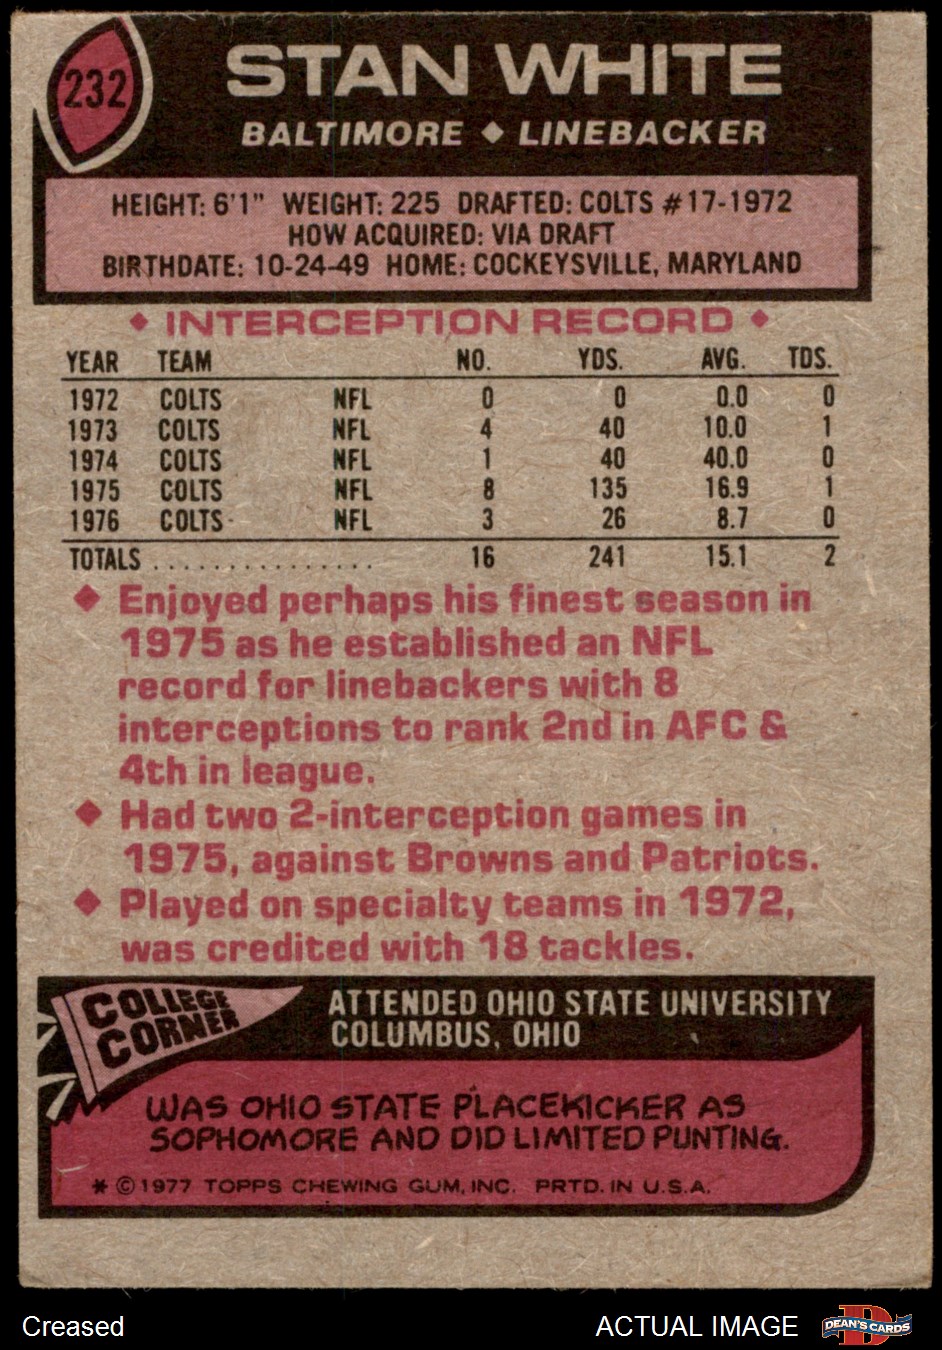 232
STAN WHITE
BALTIMORE ◆ LINEBACKER
HEIGHT: 6'1" WEIGHT: 225 DRAFTED: COLTS #17-1972
HOW ACQUIRED: VIA DRAFT
BIRTHDATE: 10-24-49 HOME: COCKEYSVILLE, MARYLAND
◆ INTERCEPTION RECORD ◆
YEAR TEAM NO. YDS. AVG. TDS.
1972 COLTS NFL 0 0 0.0 0
1973 COLTS NFL 4 40 10.0 1
1974 COLTS NFL 1 40 40.0 0
1975 COLTS NFL 8 135 16.9 1
1976 COLTS NFL 3 26 8.7 0
TOTALS . . . . . . . . . . . . . . . 16 241 15.1 2
◆ Enjoyed perhaps his finest season in
1975 as he established an NFL
record for linebackers with 8
interceptions to rank 2nd in AFC &
4th in league.
◆ Had two 2-interception games in
1975, against Browns and Patriots.
◆ Played on specialty teams in 1972,
was credited with 18 tackles.
COLLEGE
CORNER
ATTENDED OHIO STATE UNIVERSITY
COLUMBUS, OHIO
WAS OHIO STATE PLACEKICKER AS
SOPHOMORE AND DID LIMITED PUNTING.
* © 1977 TOPPS CHEWING GUM, INC. PRTD. IN U.S.A.
Creased
ACTUAL IMAGE
D
DEAN'S CARDS